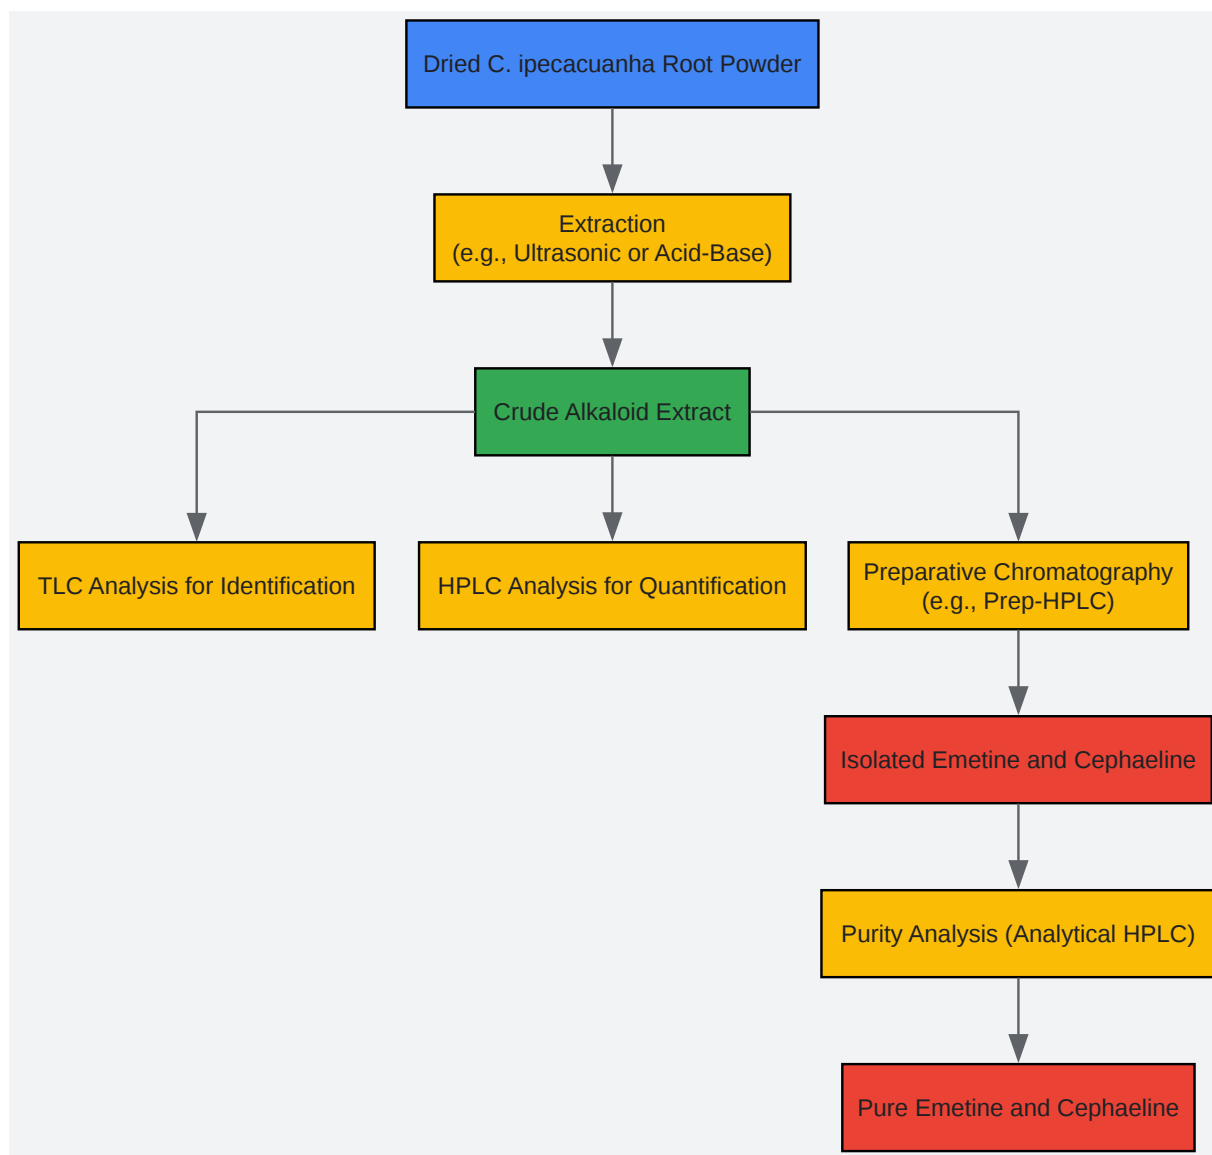 Dried C. ipecacuanha Root Powder
Extraction
(e.g., Ultrasonic or Acid-Base)
Crude Alkaloid Extract
TLC Analysis for Identification
HPLC Analysis for Quantification
Preparative Chromatography
(e.g., Prep-HPLC)
Isolated Emetine and Cephaeline
Purity Analysis (Analytical HPLC)
Pure Emetine and Cephaeline